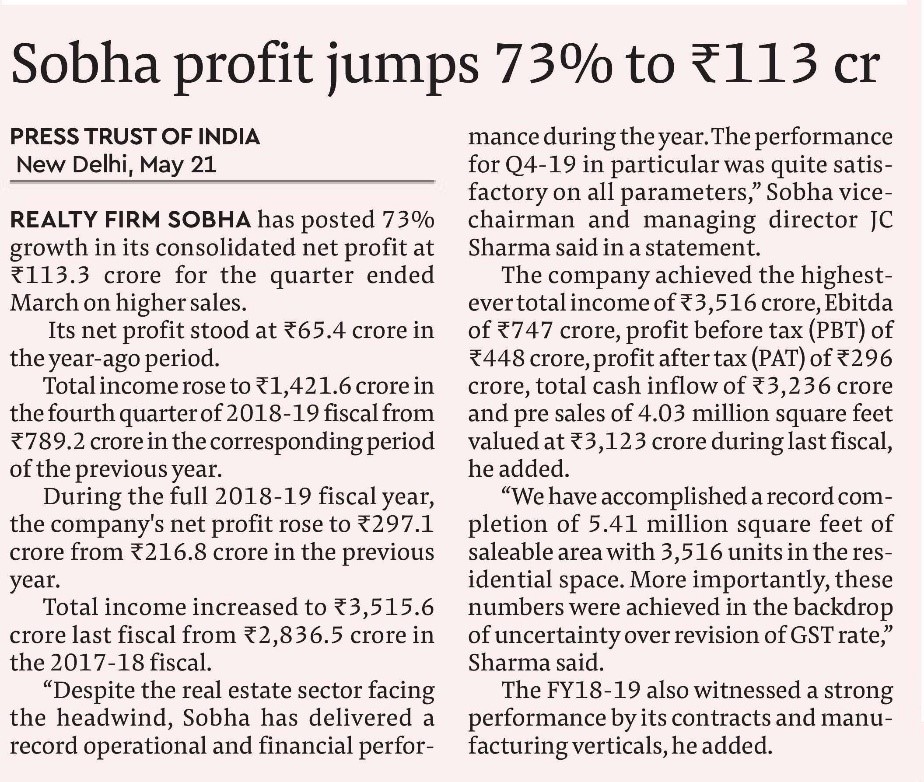 Sobha profit jumps 73% to ₹113 cr
PRESS TRUST OF INDIA
New Delhi, May 21
REALTY FIRM SOBHA has posted 73%
growth in its consolidated net profit at
₹113.3 crore for the quarter ended
March on higher sales.
Its net profit stood at ₹65.4 crore in
the year-ago period.
Total income rose to ₹1,421.6 crore in
the fourth quarter of 2018-19 fiscal from
₹789.2 crore in the corresponding period
of the previous year.
During the full 2018-19 fiscal year,
the company's net profit rose to ₹297.1
crore from ₹216.8 crore in the previous
year.
Total income increased to ₹3,515.6
crore last fiscal from ₹2,836.5 crore in
the 2017-18 fiscal.
“Despite the real estate sector facing
the headwind, Sobha has delivered a
record operational and financial perfor-
mance during the year. The performance
for Q4-19 in particular was quite satis-
factory on all parameters,” Sobha vice-
chairman and managing director JC
Sharma said in a statement.
The company achieved the highest-
ever total income of ₹3,516 crore, Ebitda
of ₹747 crore, profit before tax (PBT) of
₹448 crore, profit after tax (PAT) of ₹296
crore, total cash inflow of ₹3,236 crore
and pre sales of 4.03 million square feet
valued at ₹3,123 crore during last fiscal,
he added.
“We have accomplished a record com-
pletion of 5.41 million square feet of
saleable area with 3,516 units in the res-
idential space. More importantly, these
numbers were achieved in the backdrop
of uncertainty over revision of GST rate,”
Sharma said.
The FY18-19 also witnessed a strong
performance by its contracts and manu-
facturing verticals, he added.